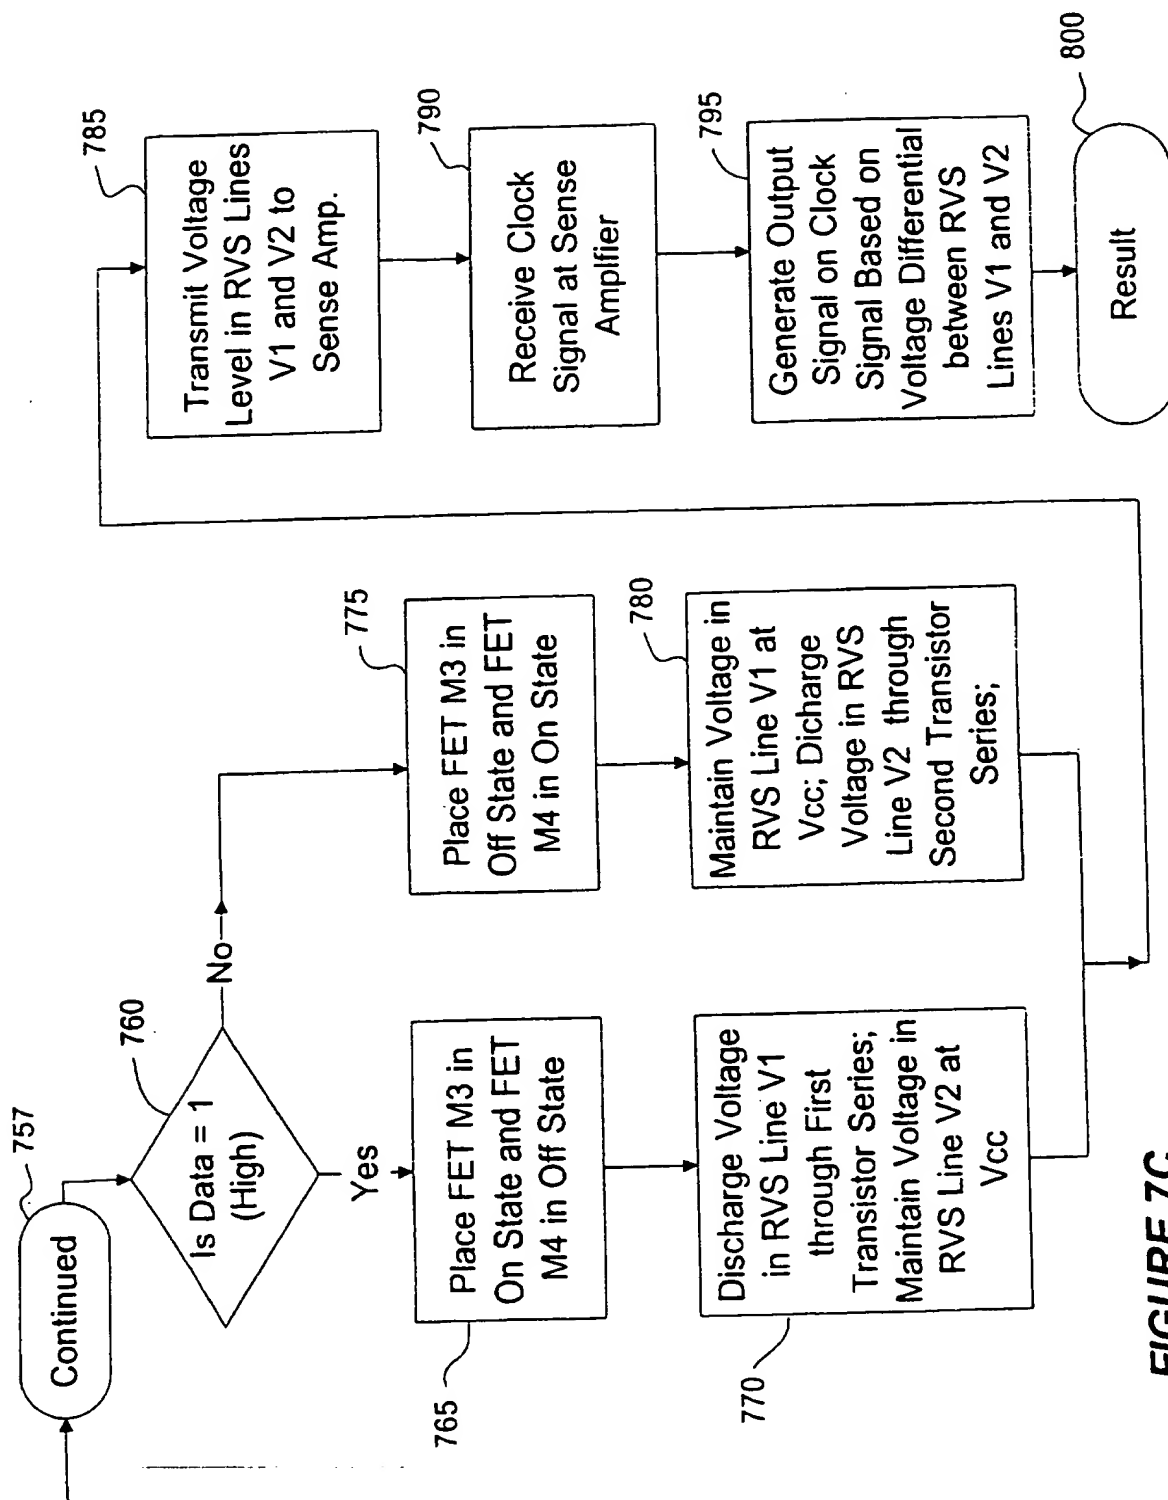 757
Continued
760
Is Data = 1
(High)
No
Yes
765
Place FET M3 in
On State and FET
M4 in Off State
770
Discharge Voltage
in RVS Line V1
through First
Transistor Series;
Maintain Voltage in
RVS Line V2 at
Vcc
775
Place FET M3 in
Off State and FET
M4 in On State
780
Maintain Voltage in
RVS Line V1 at
Vcc; Dicharge
Voltage in RVS
Line V2 through
Second Transistor
Series;
785
Transmit Voltage
Level in RVS Lines
V1 and V2 to
Sense Amp.
790
Receive Clock
Signal at Sense
Amplfier
795
Generate Output
Signal on Clock
Signal Based on
Voltage Differential
between RVS
Lines V1 and V2
800
Result
FIGURE 7C